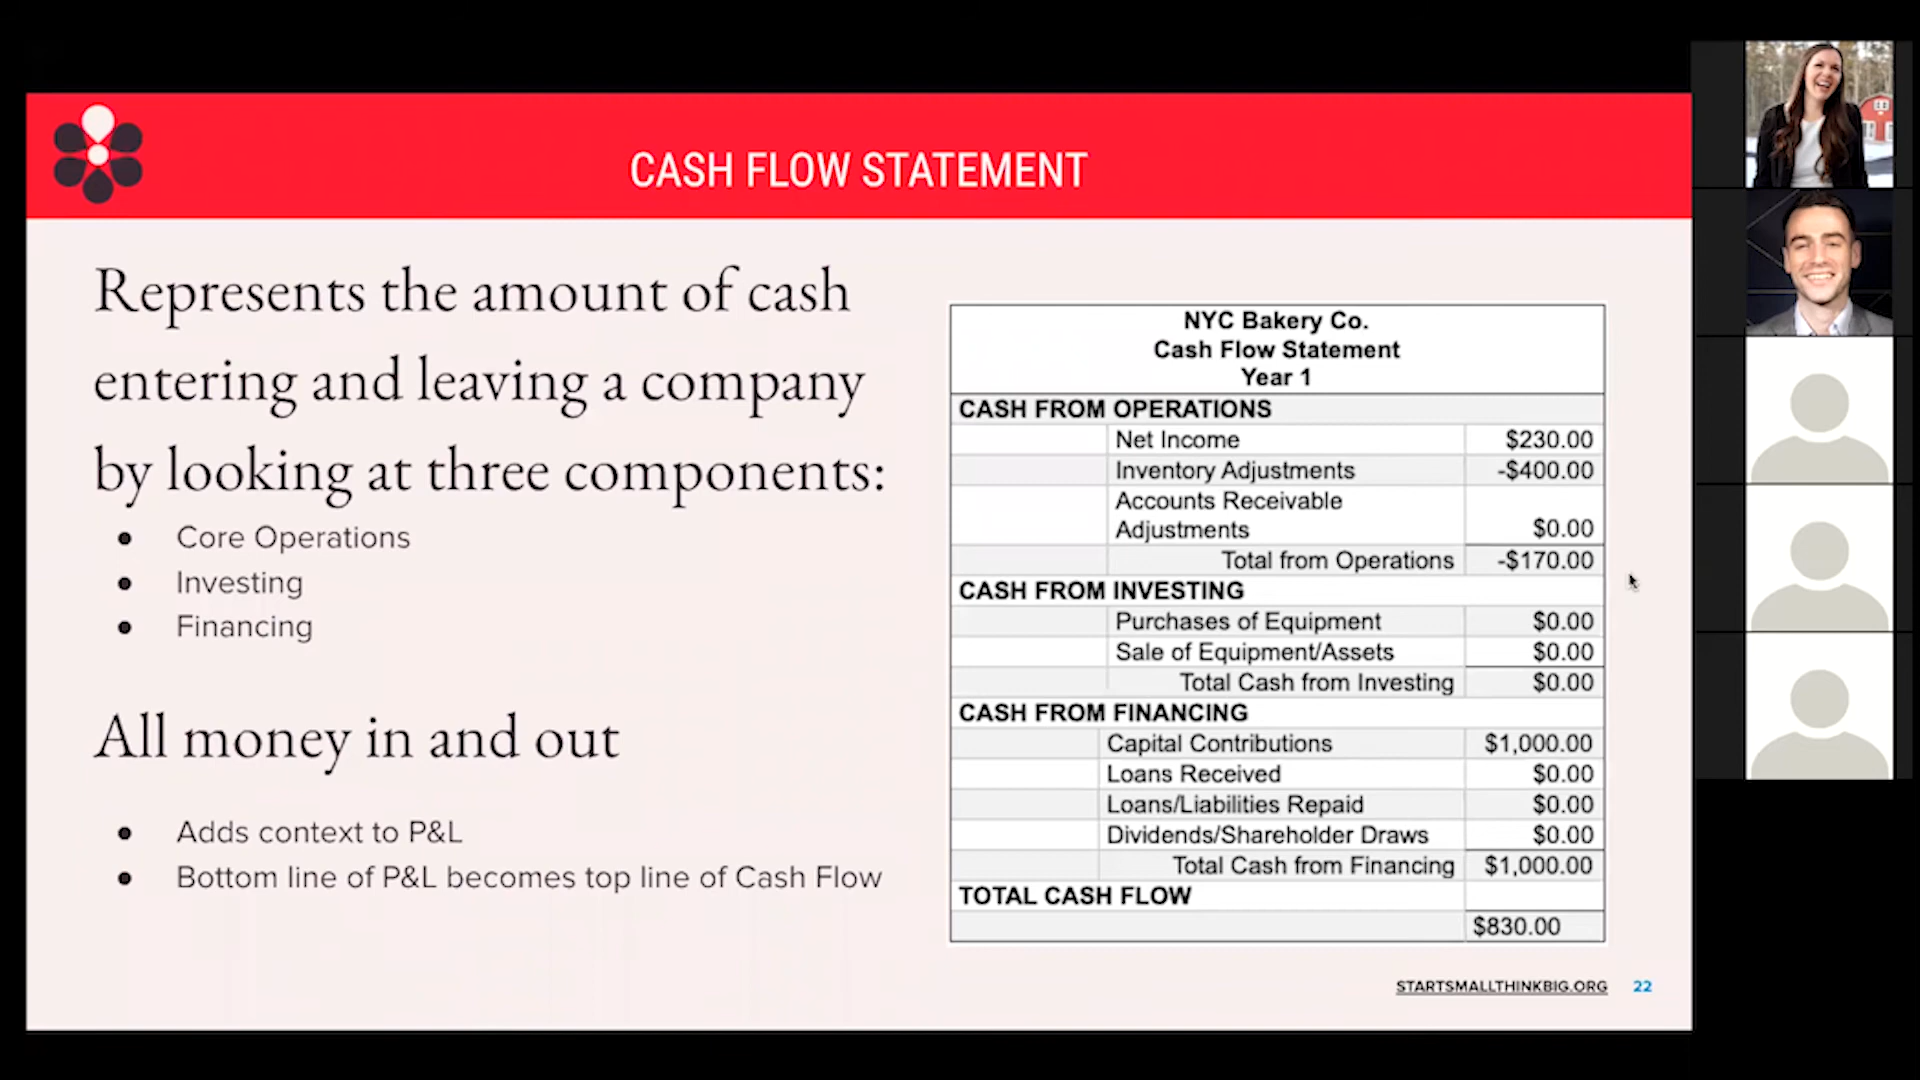 CASH FLOW STATEMENT
Represents the amount of cash
entering and leaving a company
by looking at three components:
● Core Operations
● Investing
● Financing
All money in and out
● Adds context to P&L
● Bottom line of P&L becomes top line of Cash Flow
NYC Bakery Co.
Cash Flow Statement
Year 1
CASH FROM OPERATIONS
Net Income $230.00
Inventory Adjustments -$400.00
Accounts Receivable
Adjustments $0.00
Total from Operations -$170.00
CASH FROM INVESTING
Purchases of Equipment $0.00
Sale of Equipment/Assets $0.00
Total Cash from Investing $0.00
CASH FROM FINANCING
Capital Contributions $1,000.00
Loans Received $0.00
Loans/Liabilities Repaid $0.00
Dividends/Shareholder Draws $0.00
Total Cash from Financing $1,000.00
TOTAL CASH FLOW
$830.00
STARTSMALLTHINKBIG.ORG 22